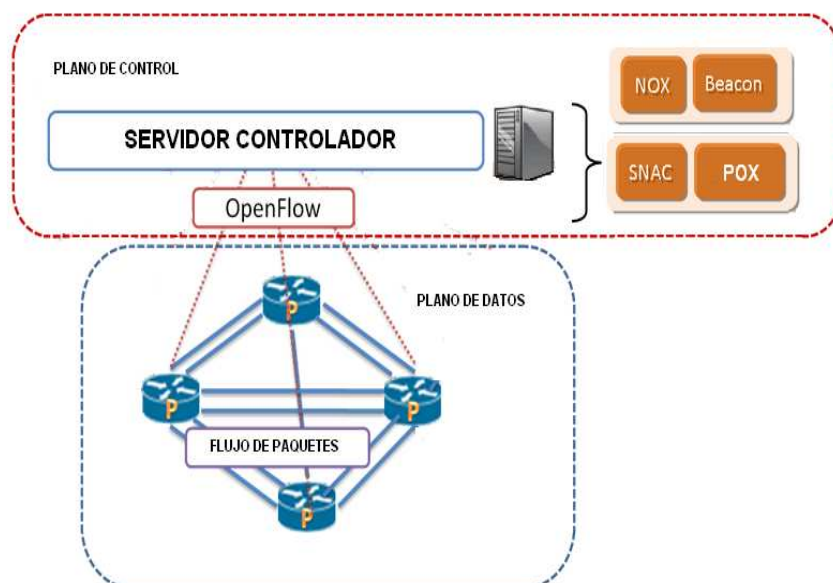 PLANO DE CONTROL
NOX
Beacon
SERVIDOR CONTROLADOR
SNAC
POX
OpenFlow
PLANO DE DATOS
P
P
P
FLUJO DE PAQUETES
P